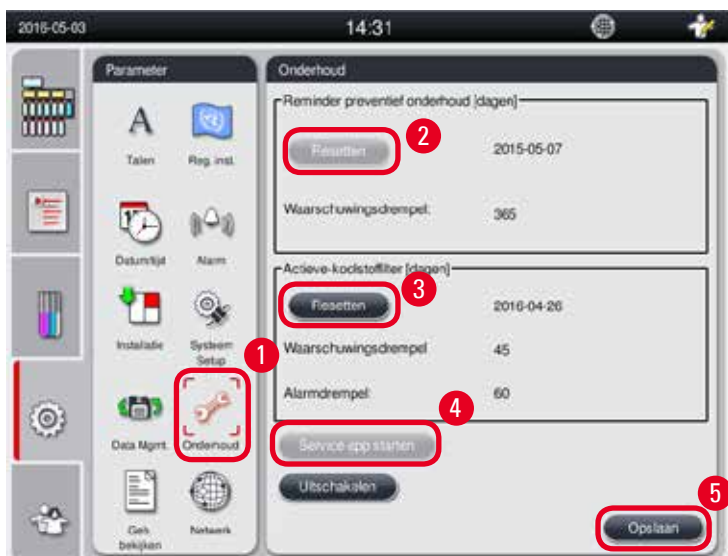 2016-05-03 14:31
Parameter
A
Talen
Reg. inst.
Datum/tijd
Alarm
Installatie
Systeem
Setup
1
Data Mgmt.
Onderhoud
Geb.
bekijken
Netwerk
Onderhoud
Reminder preventief onderhoud [dagen]
Resetten
2
2015-05-07
Waarschuwingsdrempel:
365
Actieve-koolstoffilter [dagen]
Resetten
3
2016-04-26
Waarschuwingsdrempel
45
Alarmdrempel:
60
4
Service app starten
Uitschakelen
5
Opslaan